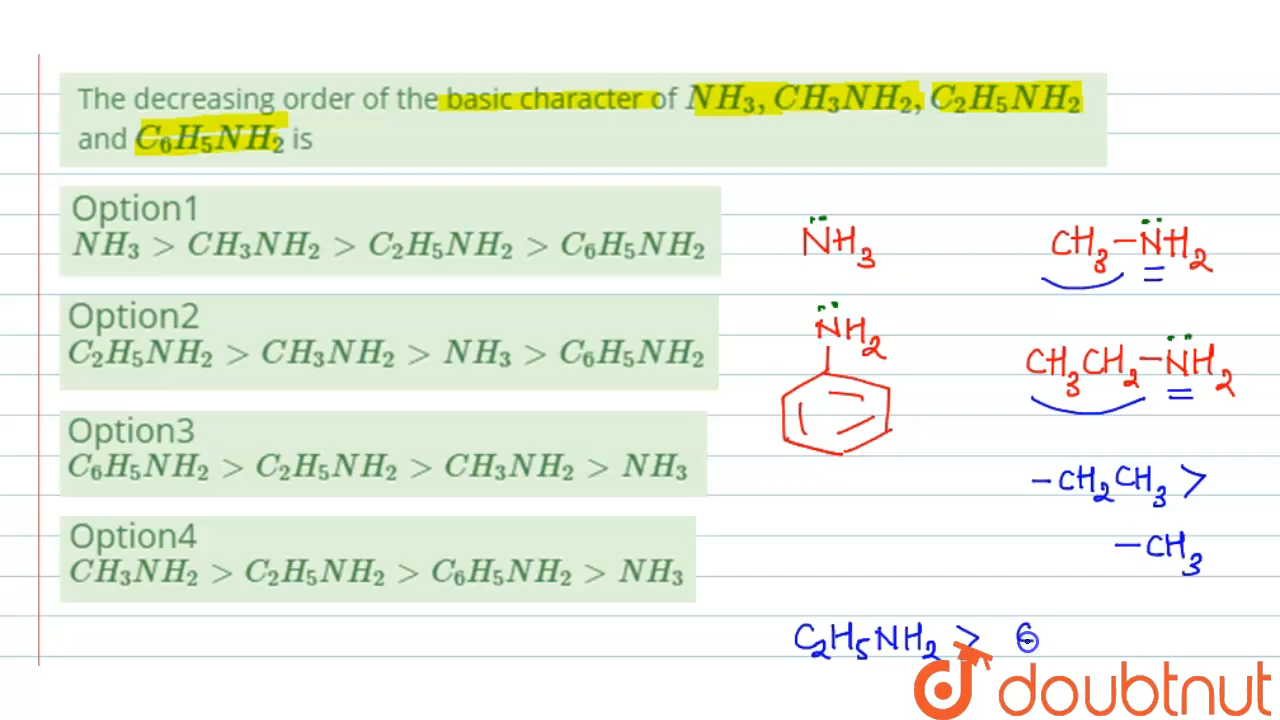 The decreasing order of the basic character of NH₃, CH₃NH₂, C₂H₅NH₂
and C₆H₅NH₂ is
Option1
NH₃ > CH₃NH₂ > C₂H₅NH₂ > C₆H₅NH₂
Option2
C₂H₅NH₂ > CH₃NH₂ > NH₃ > C₆H₅NH₂
Option3
C₆H₅NH₂ > C₂H₅NH₂ > CH₃NH₂ > NH₃
Option4
CH₃NH₂ > C₂H₅NH₂ > C₆H₅NH₂ > NH₃
NH₃
CH₃–NH₂
NH₂
CH₃CH₂–NH₂
–CH₂CH₃ >
–CH₃
C₂H₅NH₂ >
doubtnut